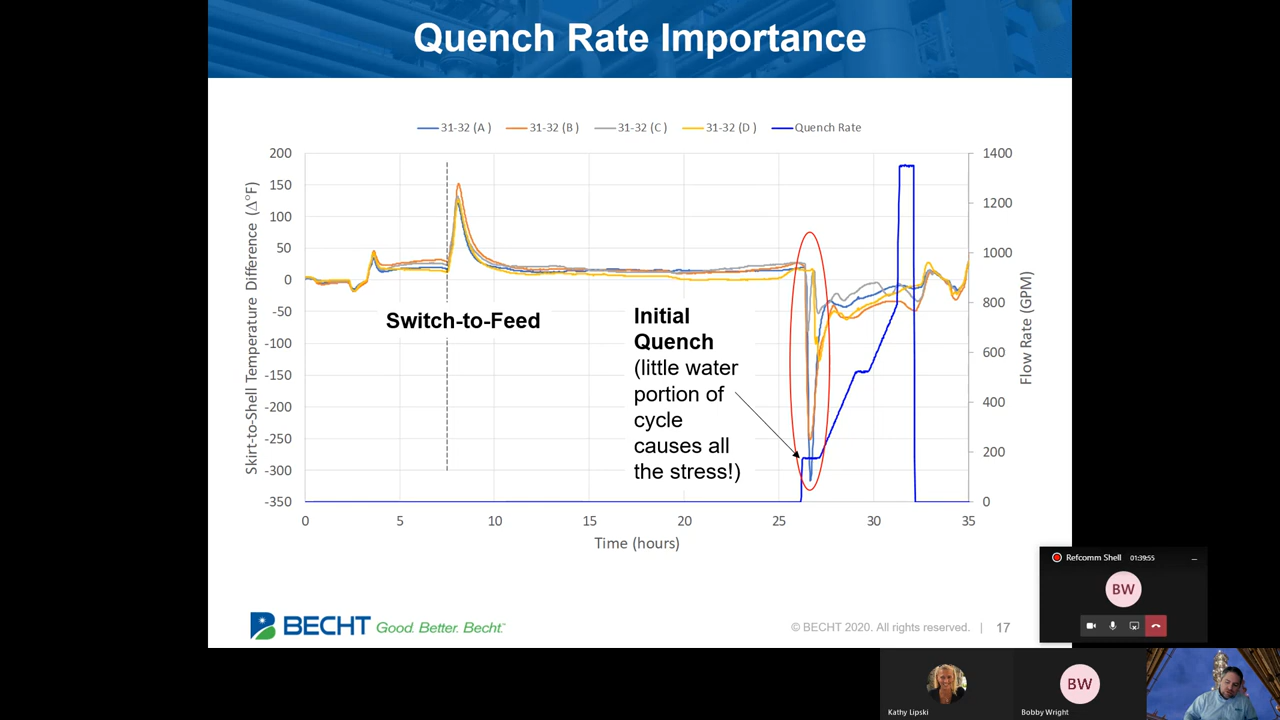 Quench Rate Importance
31-32 (A ) 31-32 (B ) 31-32 (C ) 31-32 (D ) Quench Rate
200
150
100
50
0
-50
-100
-150
-200
-250
-300
-350
Skirt-to-Shell Temperature Difference (Δ°F)
1400
1200
1000
800
600
400
200
0
Flow Rate (GPM)
Switch-to-Feed
Initial
Quench
(little water
portion of
cycle
causes all
the stress!)
0 5 10 15 20 25 30 35
Time (hours)
BECHT Good. Better. Becht.
© BECHT 2020. All rights reserved. | 17
Refcomm Shell 01:39:55
BW
Kathy Lipski
BW
Bobby Wright